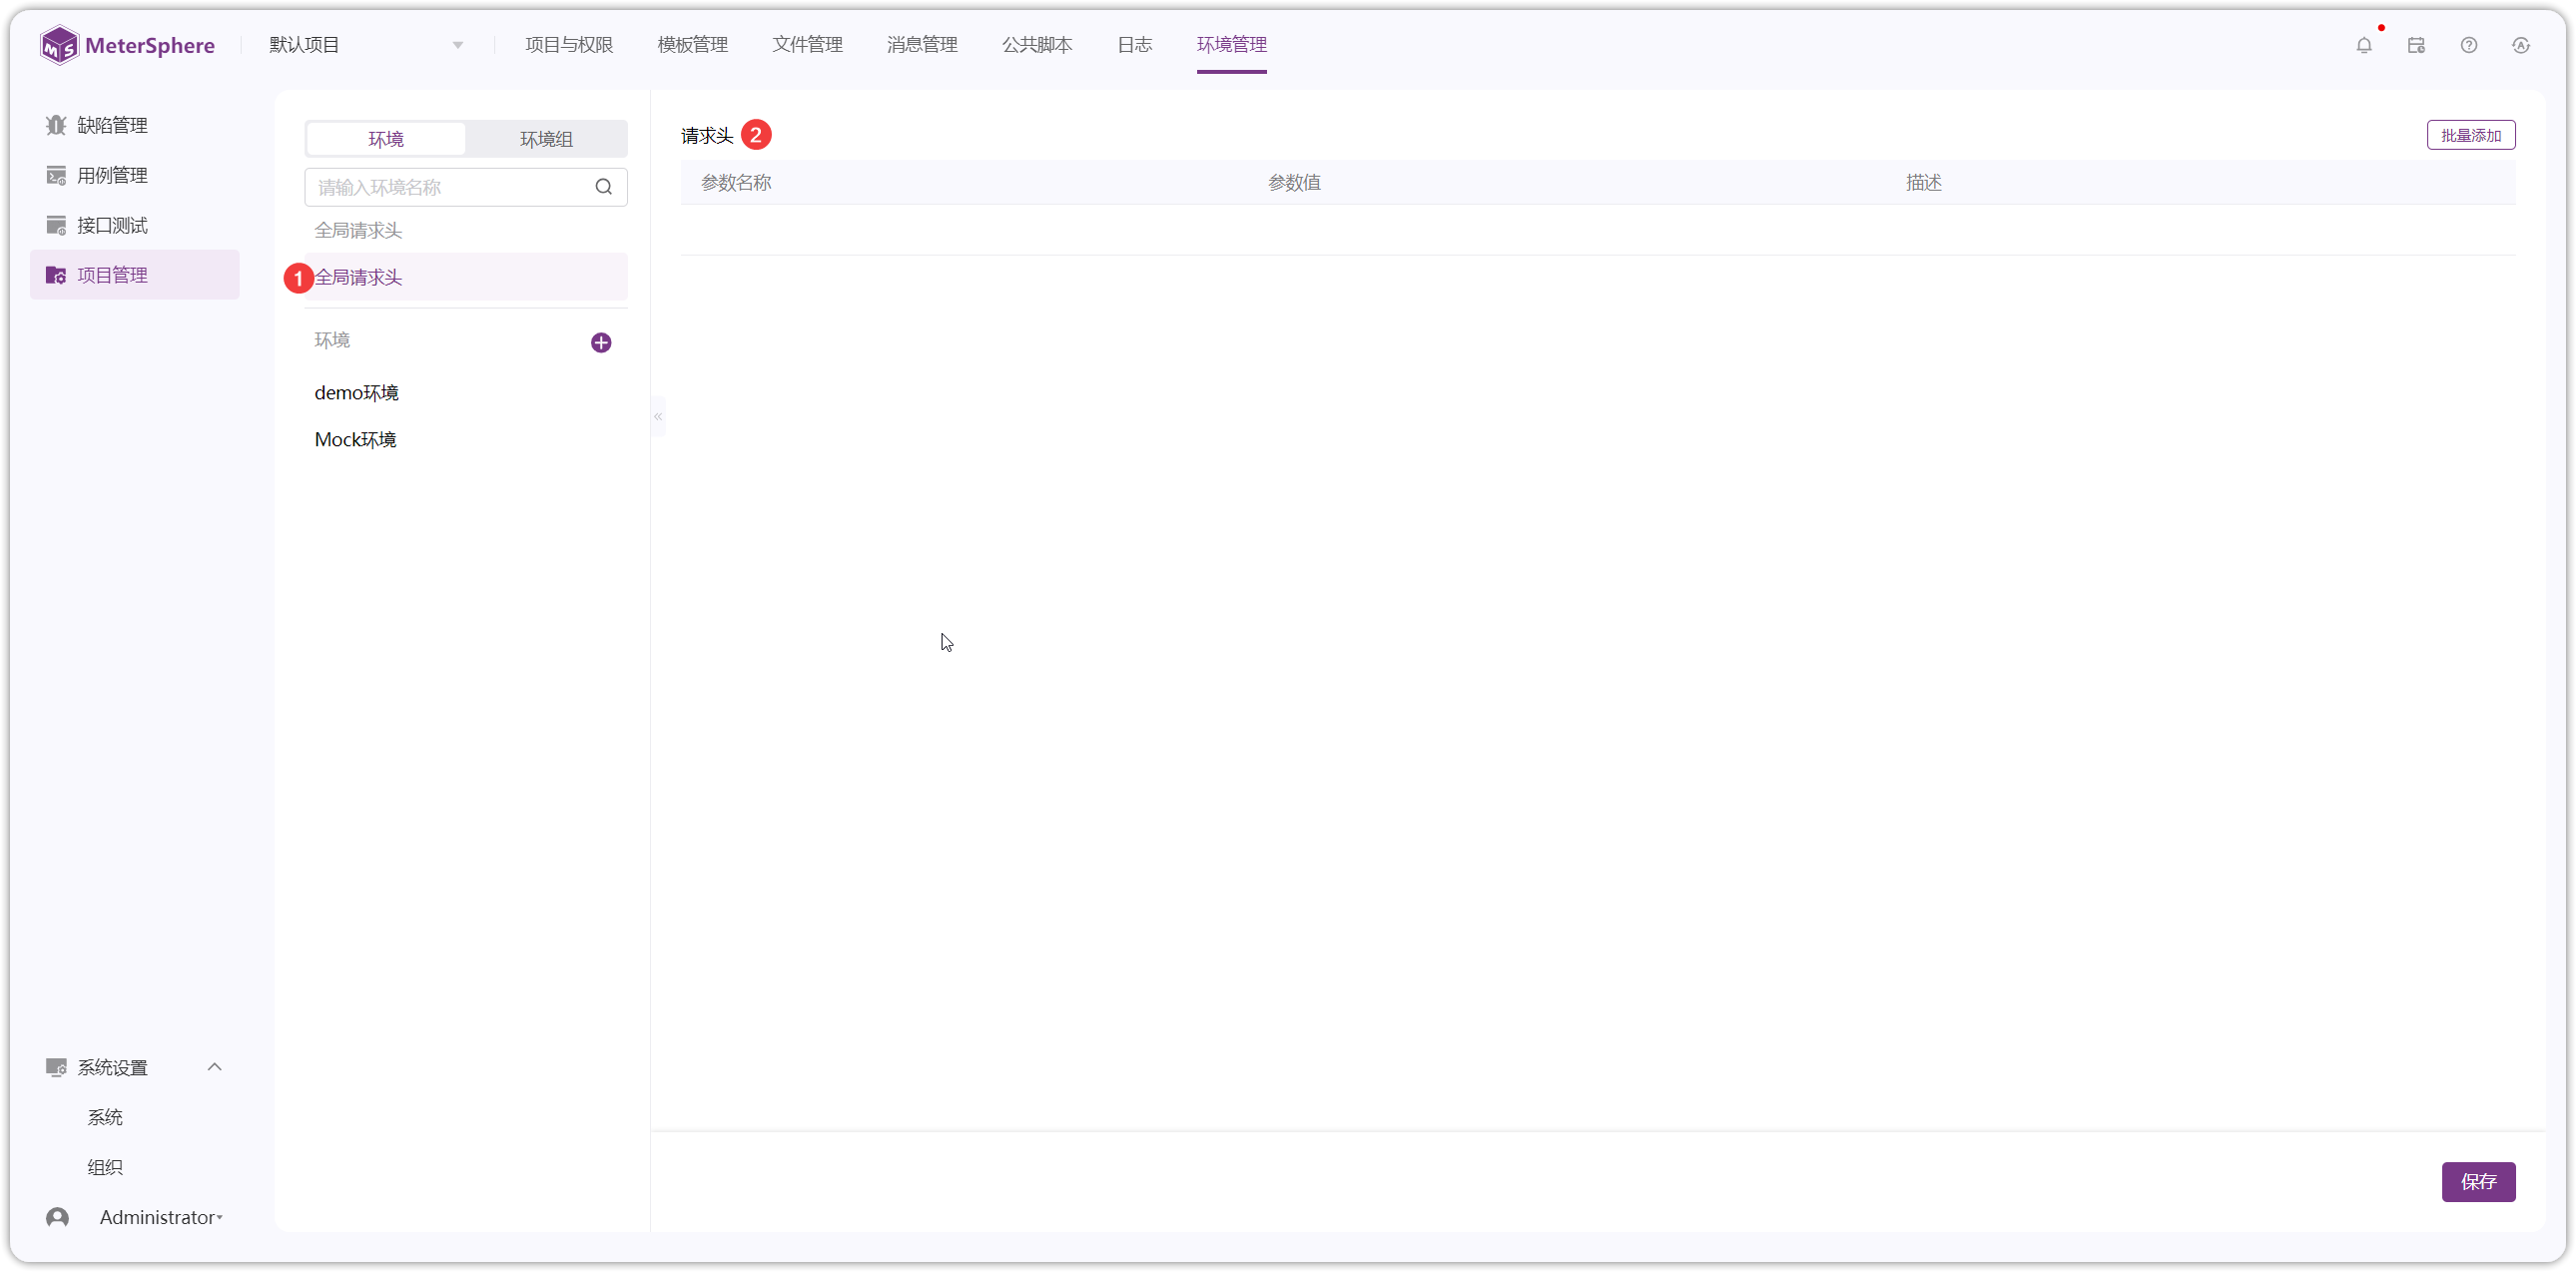 MeterSphere
默认项目
项目与权限 模板管理 文件管理 消息管理 公共脚本 日志 环境管理
缺陷管理
用例管理
接口测试
项目管理
系统设置
系统
组织
Administrator
环境 环境组
请输入环境名称
全局请求头
1 全局请求头
环境
demo环境
Mock环境
请求头 2
批量添加
参数名称 参数值 描述
保存